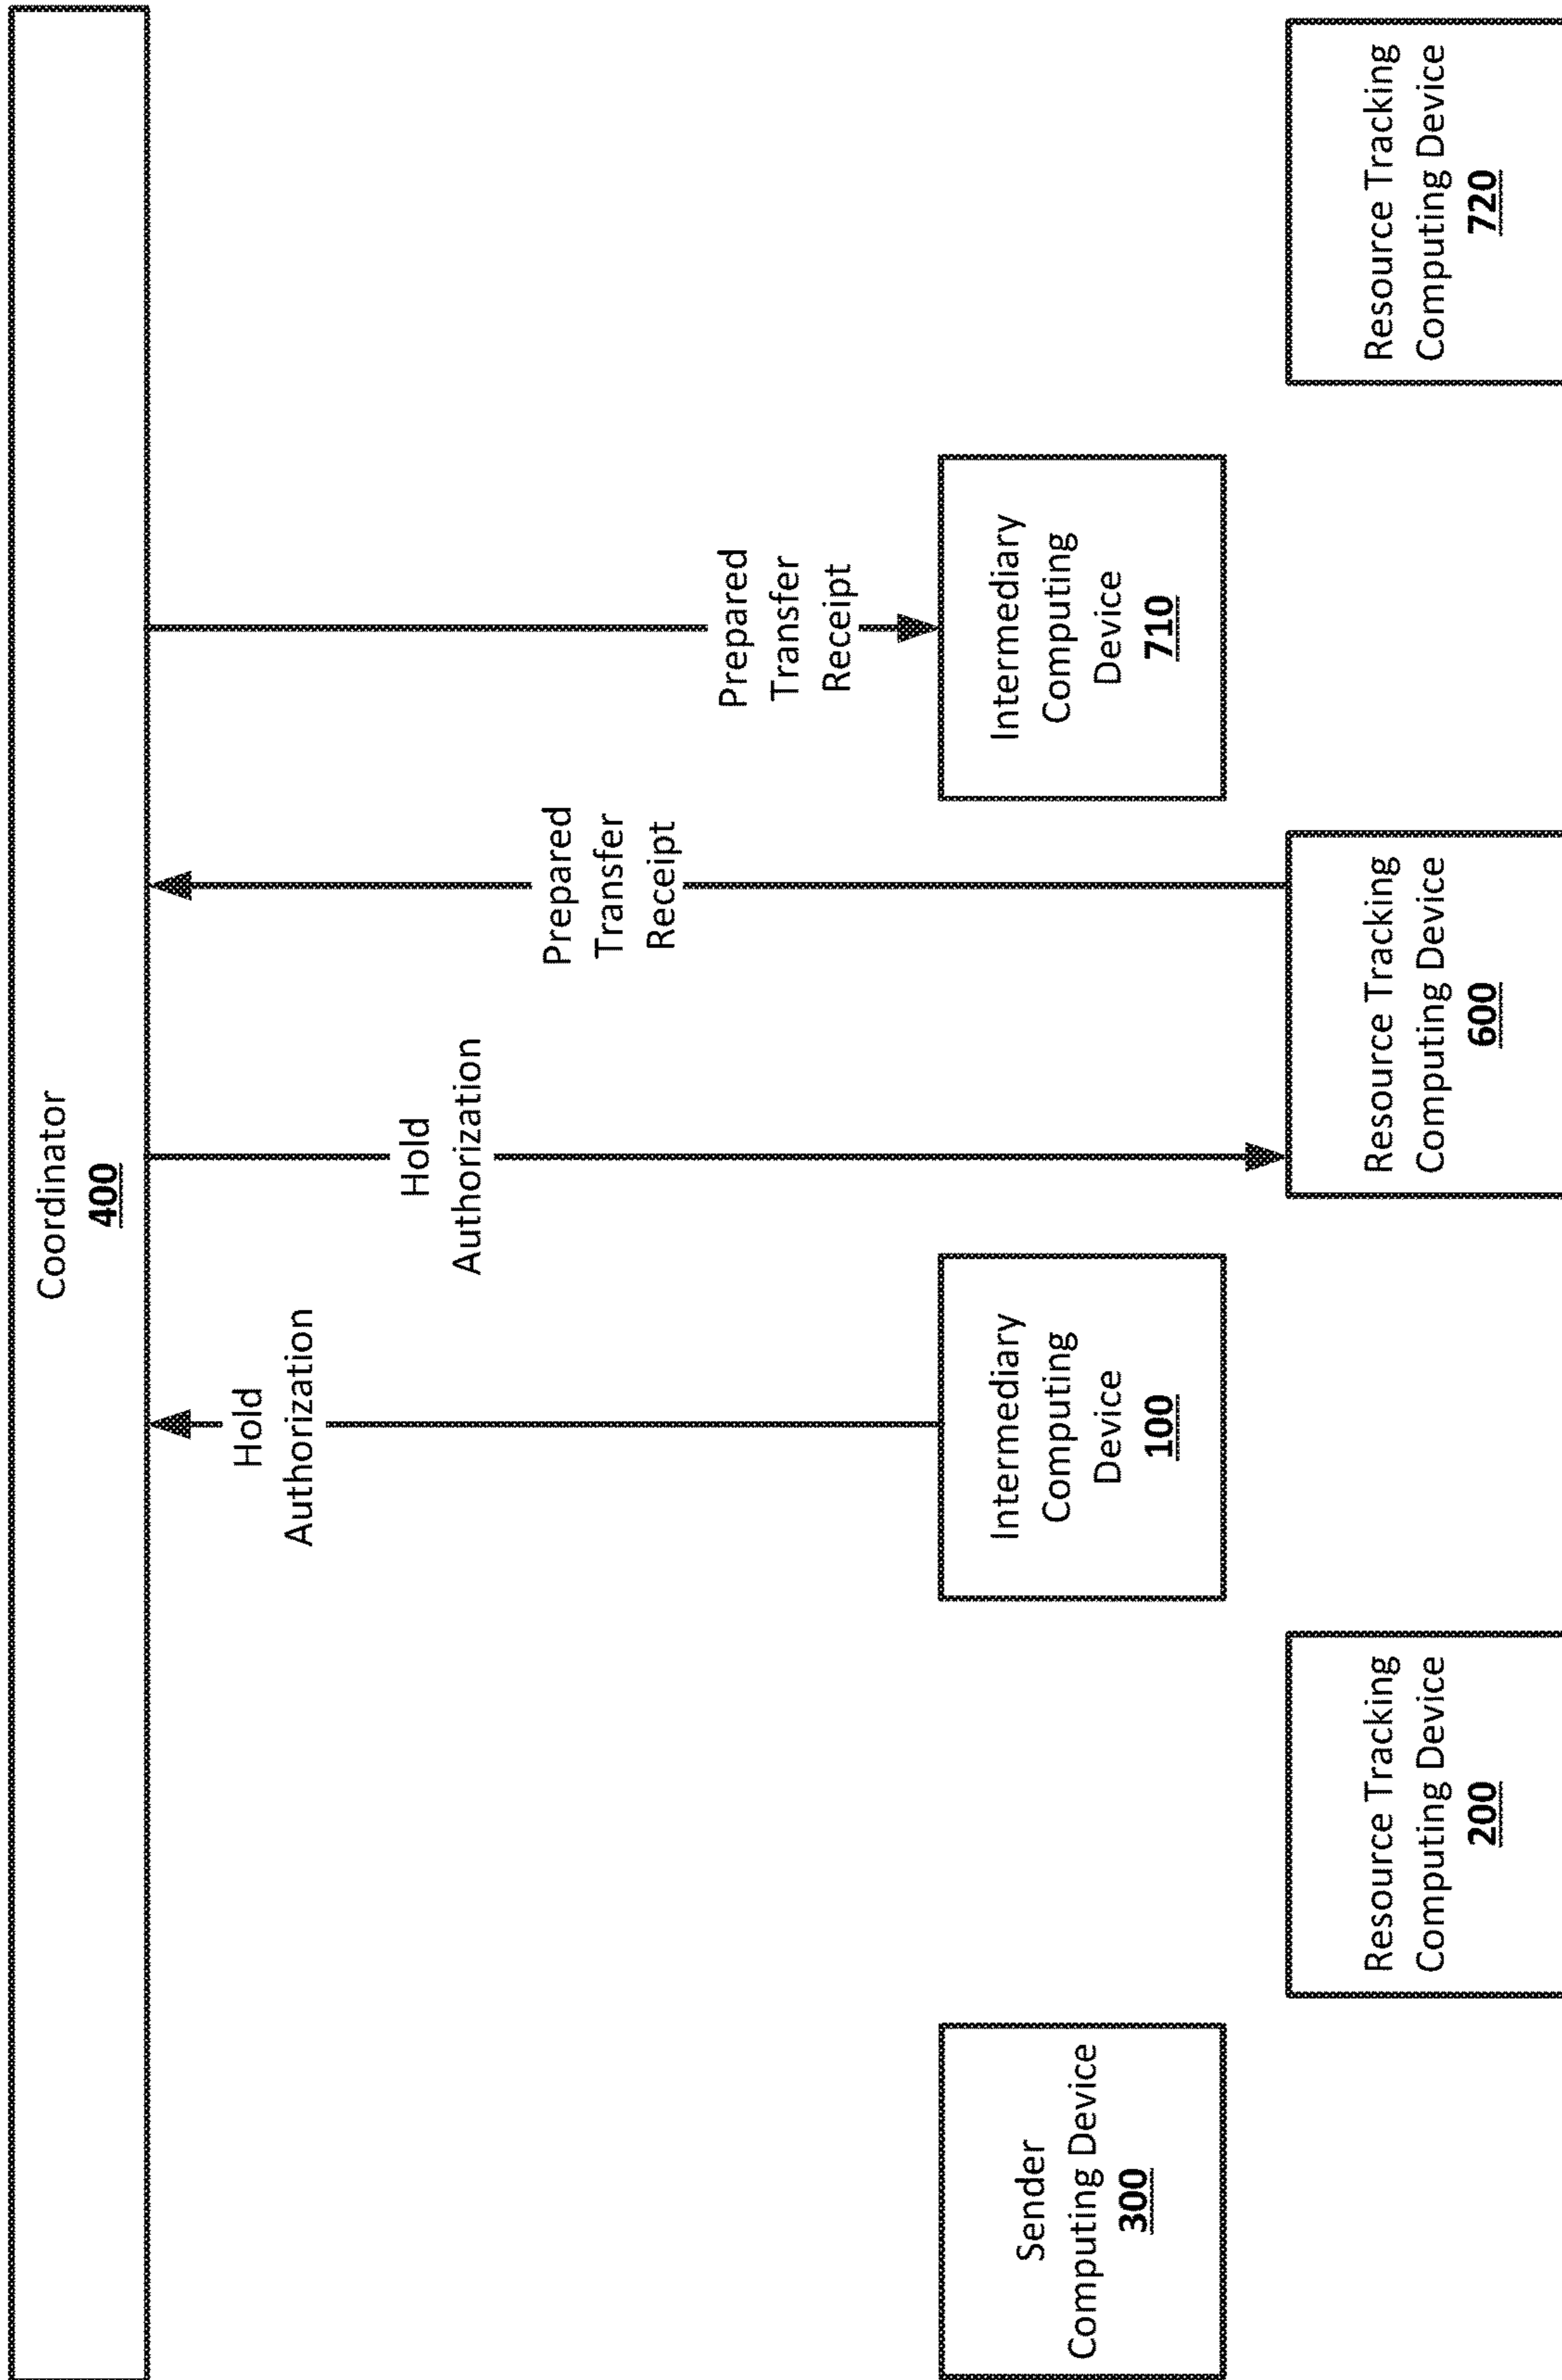 Coordinator
400
Hold
Authorization
Hold
Authorization
Prepared
Transfer
Receipt
Prepared
Transfer
Receipt
Sender
Computing Device
300
Intermediary
Computing
Device
100
Intermediary
Computing
Device
710
Resource Tracking
Computing Device
200
Resource Tracking
Computing Device
600
Resource Tracking
Computing Device
720